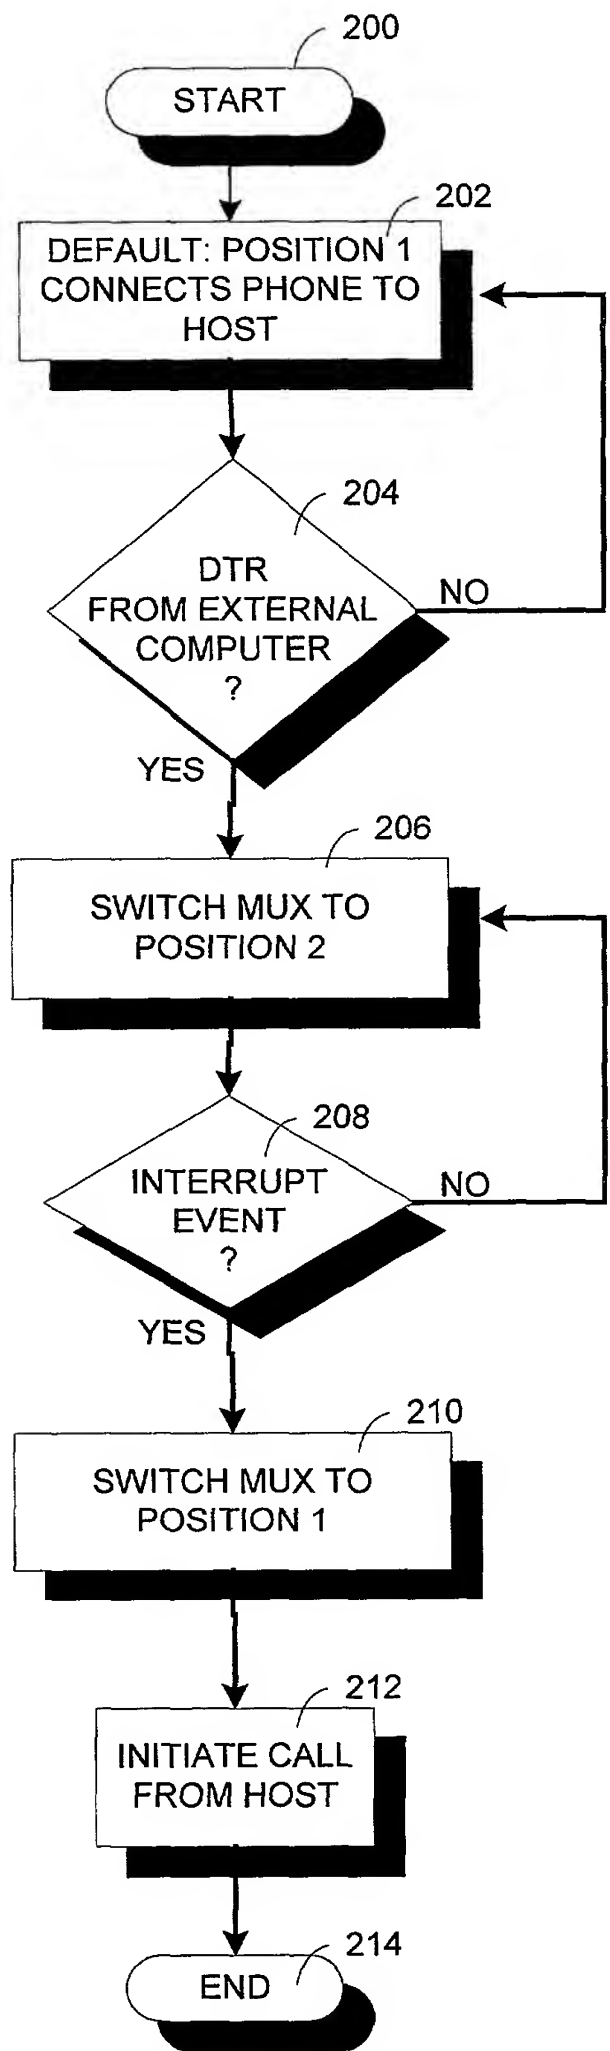 200
START
202
DEFAULT: POSITION 1
CONNECTS PHONE TO
HOST
204
DTR
FROM EXTERNAL
COMPUTER
?
NO
YES
206
SWITCH MUX TO
POSITION 2
208
INTERRUPT
EVENT
?
NO
YES
210
SWITCH MUX TO
POSITION 1
212
INITIATE CALL
FROM HOST
214
END